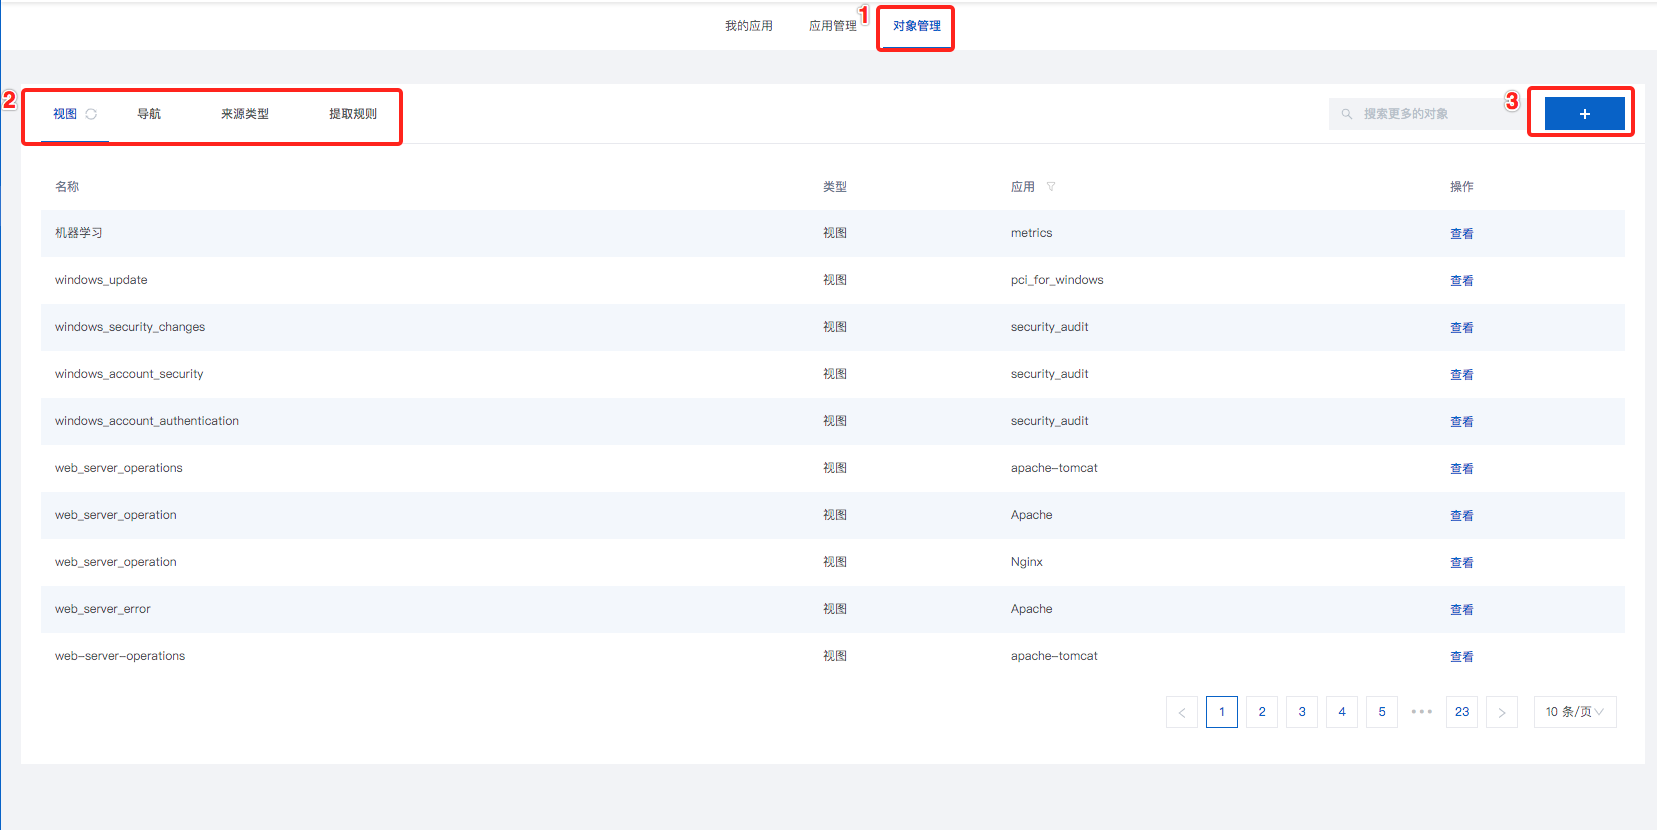 我的应用 应用管理 1 对象管理
2 视图 导航 来源类型 提取规则 搜索更多的对象 3 +
名称 类型 应用 操作
机器学习 视图 metrics 查看
windows_update 视图 pci_for_windows 查看
windows_security_changes 视图 security_audit 查看
windows_account_security 视图 security_audit 查看
windows_account_authentication 视图 security_audit 查看
web_server_operations 视图 apache-tomcat 查看
web_server_operation 视图 Apache 查看
web_server_operation 视图 Nginx 查看
web_server_error 视图 Apache 查看
web-server-operations 视图 apache-tomcat 查看
< 1 2 3 4 5 ••• 23 > 10 条/页